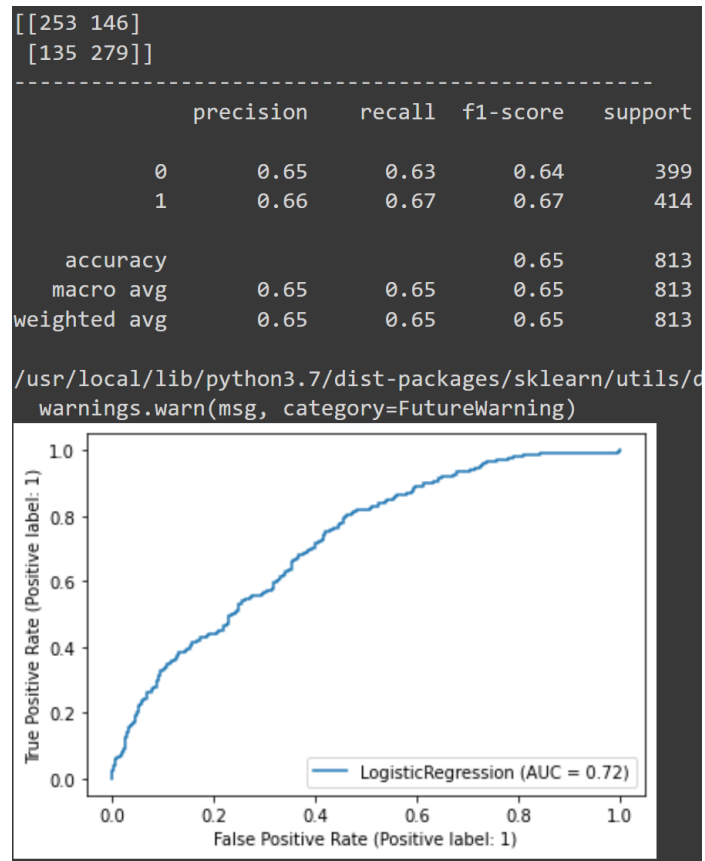 [[253 146]
[135 279]]
--------------------------------------------------
precision recall f1-score support
0 0.65 0.63 0.64 399
1 0.66 0.67 0.67 414
accuracy 0.65 813
macro avg 0.65 0.65 0.65 813
weighted avg 0.65 0.65 0.65 813
/usr/local/lib/python3.7/dist-packages/sklearn/utils/d
warnings.warn(msg, category=FutureWarning)
True Positive Rate (Positive label: 1)
1.0
0.8
0.6
0.4
0.2
0.0
LogisticRegression (AUC = 0.72)
0.0 0.2 0.4 0.6 0.8 1.0
False Positive Rate (Positive label: 1)